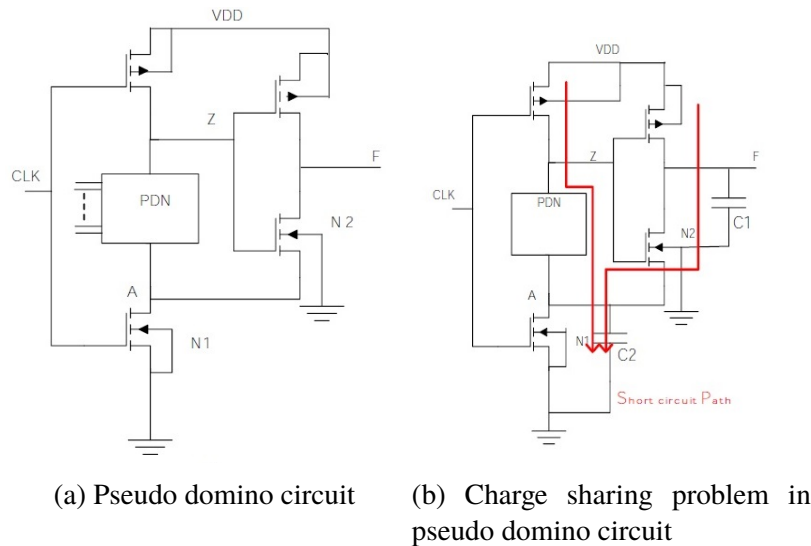 VDD
Z
F
CLK
PDN
N 2
A
N1
VDD
Z
F
CLK
PDN
C1
N2
A
N1
C2
Short circuit Path
(a) Pseudo domino circuit
(b) Charge sharing problem in
pseudo domino circuit